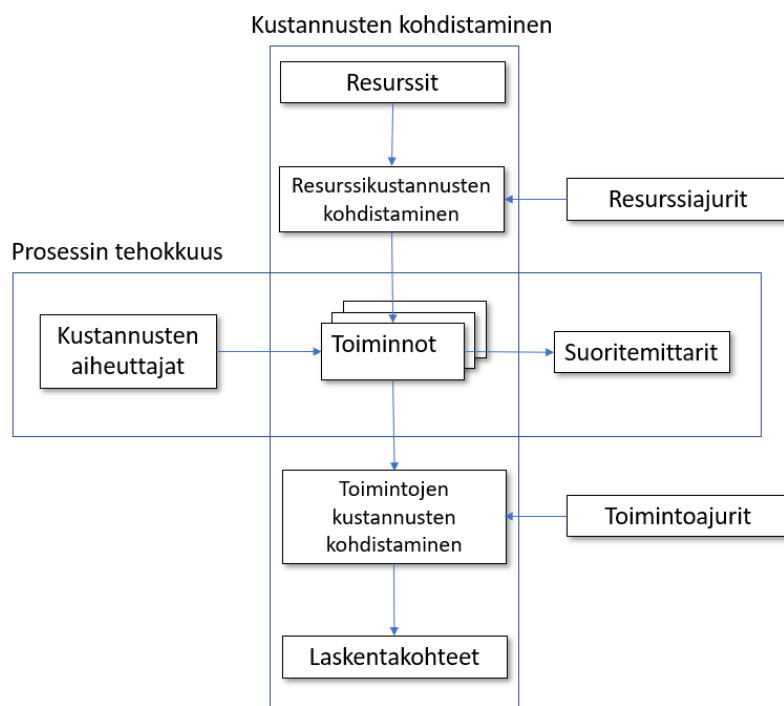 Kustannusten kohdistaminen
Resurssit
Resurssikustannusten
kohdistaminen
Resurssiajurit
Prosessin tehokkuus
Kustannusten
aiheuttajat
Toiminnot
Suoritemittarit
Toimintojen
kustannusten
kohdistaminen
Toimintoajurit
Laskentakohteet